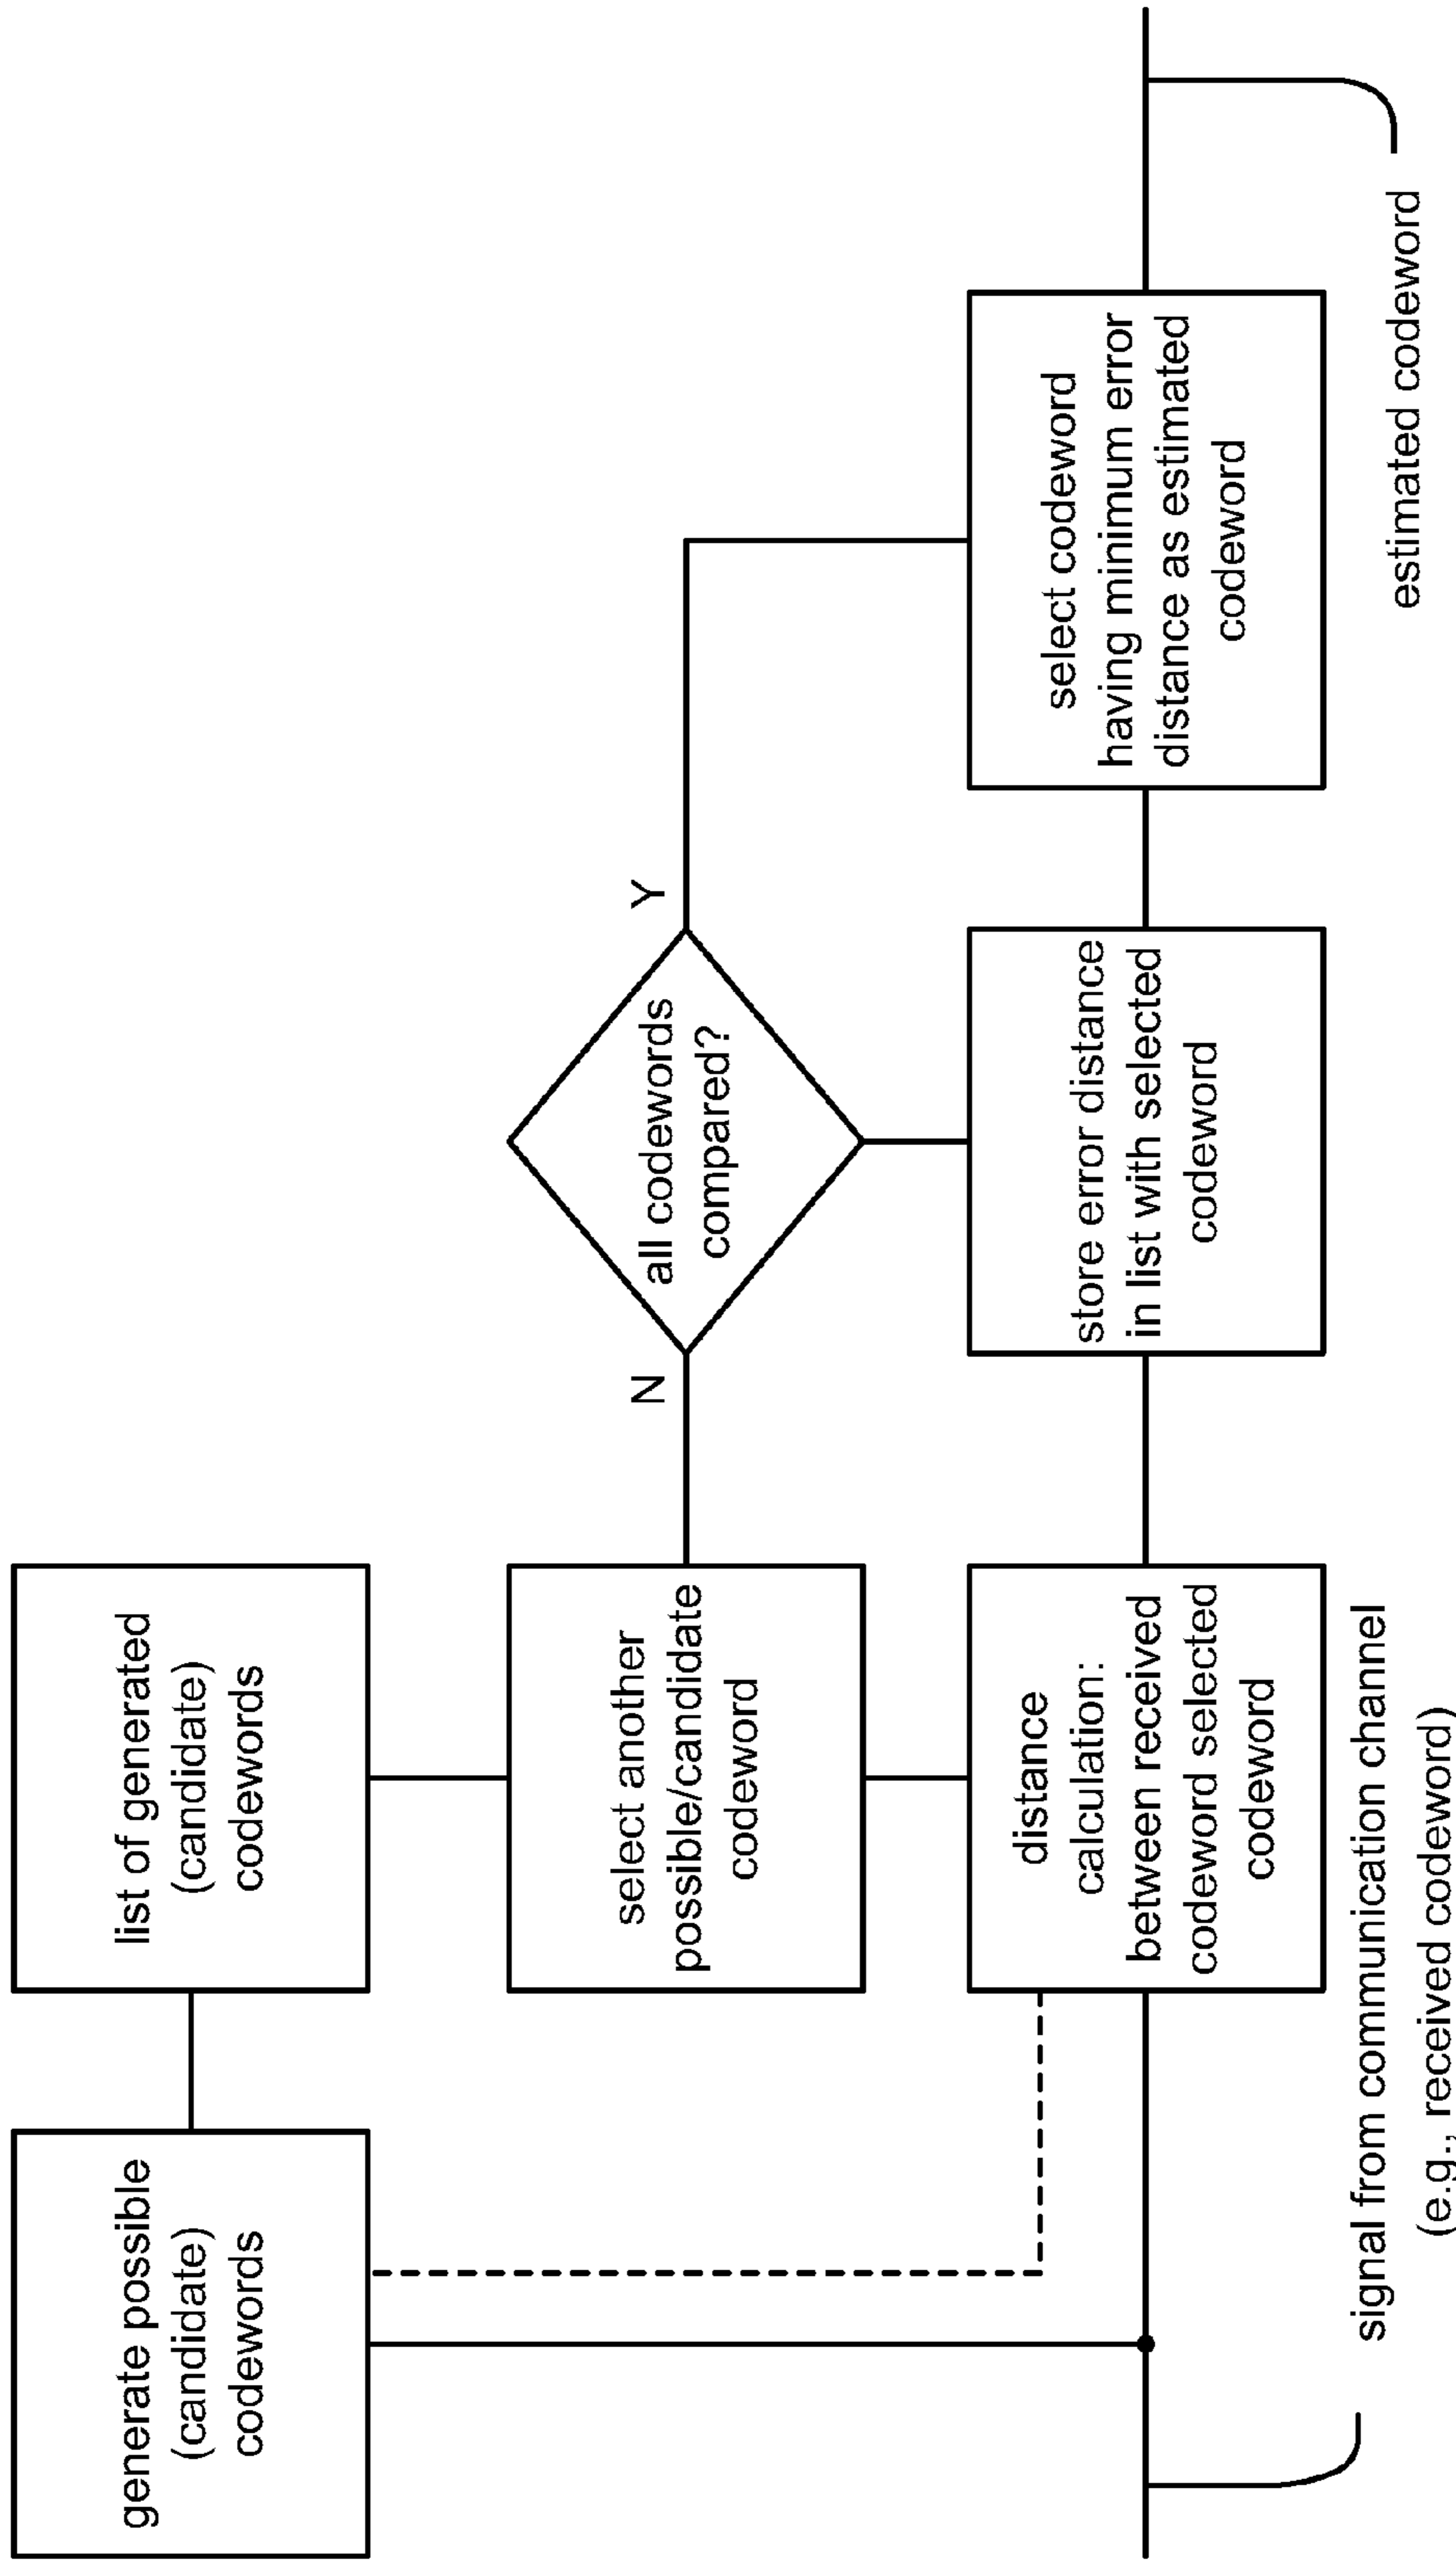 generate possible
(candidate)
codewords
list of generated
(candidate)
codewords
select another
possible/candidate
codeword
N
all codewords
compared?
Y
distance
calculation:
between received
codeword selected
codeword
store error distance
in list with selected
codeword
select codeword
having minimum error
distance as estimated
codeword
signal from communication channel
(e.g., received codeword)
estimated codeword